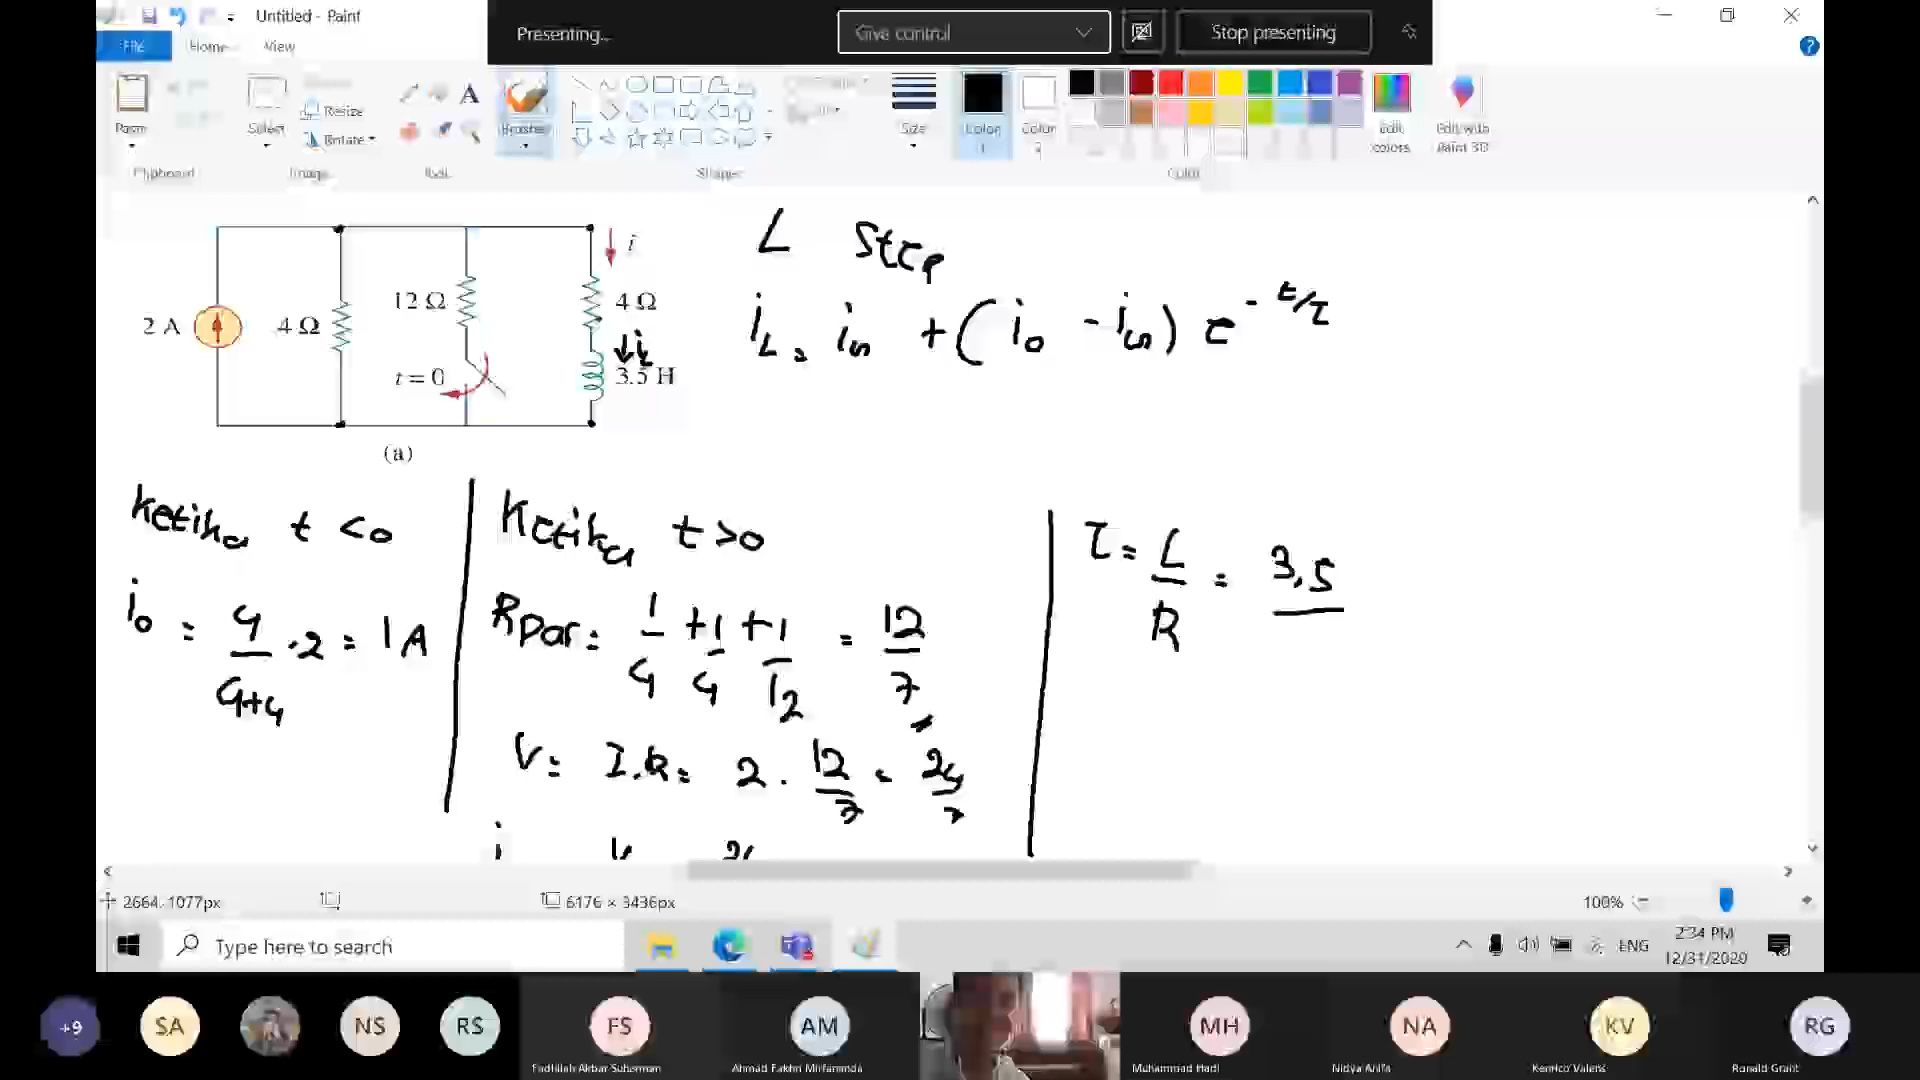 Untitled - Paint
Presenting...
Give control
Stop presenting
File
Home
View
Paste
Select
Resize
Rotate
A
Brushes
Size
Color
1
Color
2
Edit
colors
Edit with
Paint 3D
Clipboard
Image
Tools
Shapes
Colors
2 A
4 Ω
12 Ω
t = 0
i
4 Ω
3.5 H
(a)
L step
iL = i∞ + (i0 - i∞) e^-t/τ
ketika t <0
i0 = 4/4+4 . 2 = 1 A
Ketika t >0
Rpar = 1/4 + 1/4 + 1/12 = 12/7
V = I.R = 2 . 12/7 = 24/7
τ = L/R = 3,5
2664, 1077px
6176 × 3436px
100%
Type here to search
ENG
2:34 PM
12/31/2020
+9
SA
NS
RS
FS
AM
MH
NA
KV
RG
Fadhilah Akbar Suherman
Muhammad Hadi
Nidya Anifa
Ronald Grant